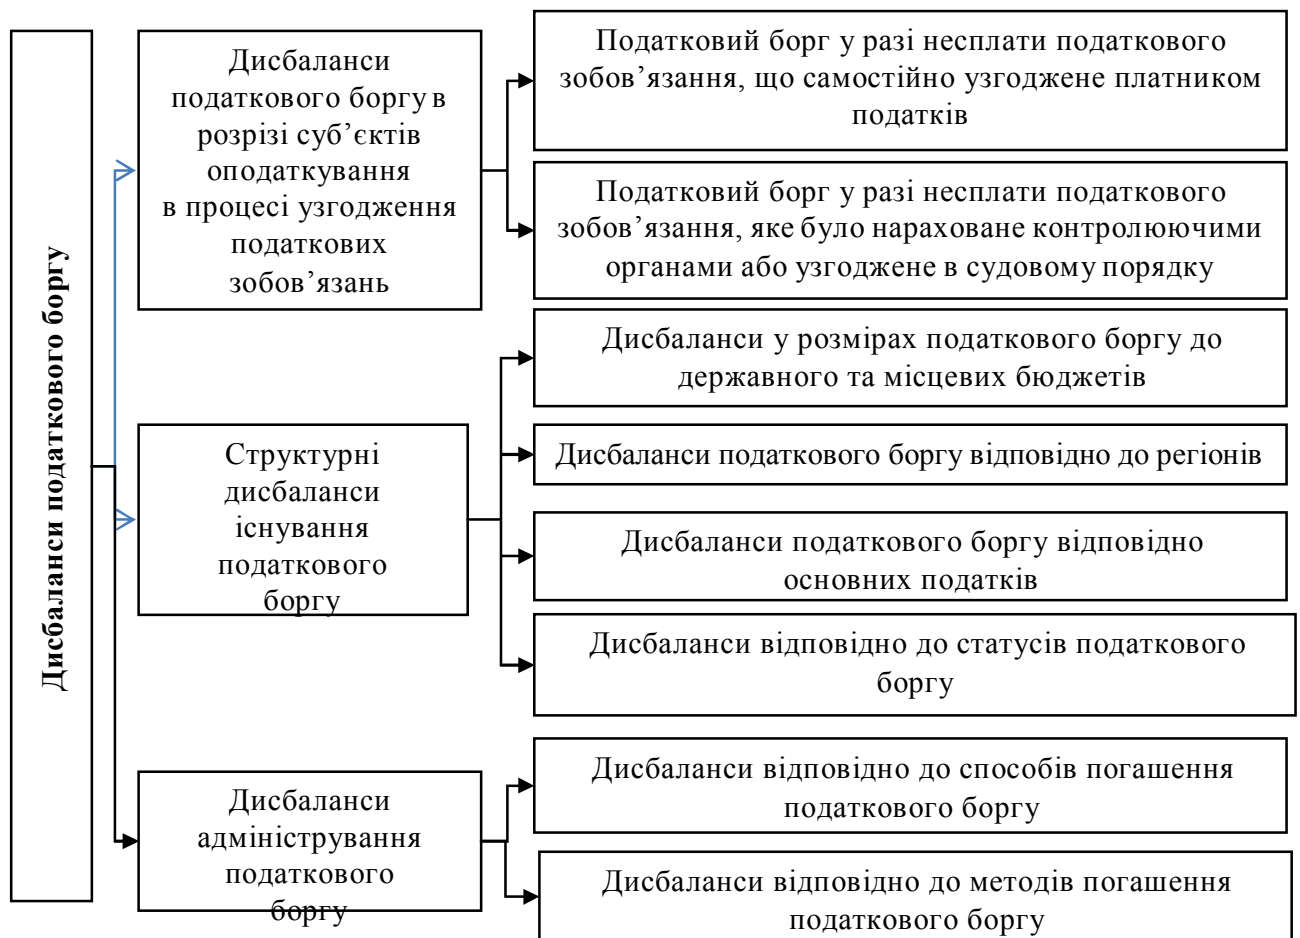 Дисбаланси податкового боргу
Дисбаланси
податкового боргу в
розрізі суб’єктів
оподаткування
в процесі узгодження
податкових
зобов’язань
Податковий борг у разі несплати податкового
зобов’язання, що самостійно узгоджене платником
податків
Податковий борг у разі несплати податкового
зобов’язання, яке було нараховане контролюючими
органами або узгоджене в судовому порядку
Структурні
дисбаланси
існування
податкового
боргу
Дисбаланси у розмірах податкового боргу до
державного та місцевих бюджетів
Дисбаланси податкового боргу відповідно до регіонів
Дисбаланси податкового боргу відповідно
основних податків
Дисбаланси відповідно до статусів податкового
боргу
Дисбаланси
адміністрування
податкового
боргу
Дисбаланси відповідно до способів погашення
податкового боргу
Дисбаланси відповідно до методів погашення
податкового боргу